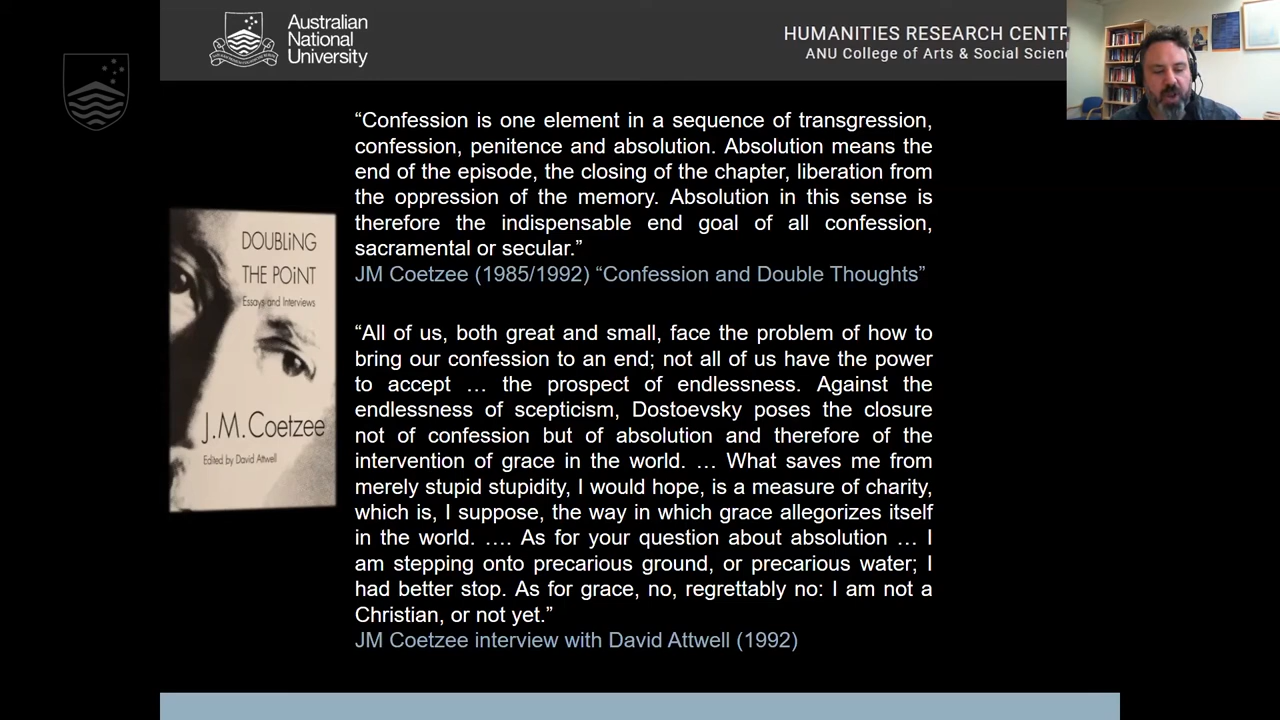 Australian
National
University
HUMANITIES RESEARCH CENTR
ANU College of Arts & Social Scien
“Confession is one element in a sequence of transgression,
confession, penitence and absolution. Absolution means the
end of the episode, the closing of the chapter, liberation from
the oppression of the memory. Absolution in this sense is
therefore the indispensable end goal of all confession,
sacramental or secular.”
JM Coetzee (1985/1992) “Confession and Double Thoughts”
DOUBLiNG
THE POiNT
Essays and Interviews
J.M.Coetzee
Edited by David Attwell
“All of us, both great and small, face the problem of how to
bring our confession to an end; not all of us have the power
to accept … the prospect of endlessness. Against the
endlessness of scepticism, Dostoevsky poses the closure
not of confession but of absolution and therefore of the
intervention of grace in the world. … What saves me from
merely stupid stupidity, I would hope, is a measure of charity,
which is, I suppose, the way in which grace allegorizes itself
in the world. …. As for your question about absolution … I
am stepping onto precarious ground, or precarious water; I
had better stop. As for grace, no, regrettably no: I am not a
Christian, or not yet.”
JM Coetzee interview with David Attwell (1992)